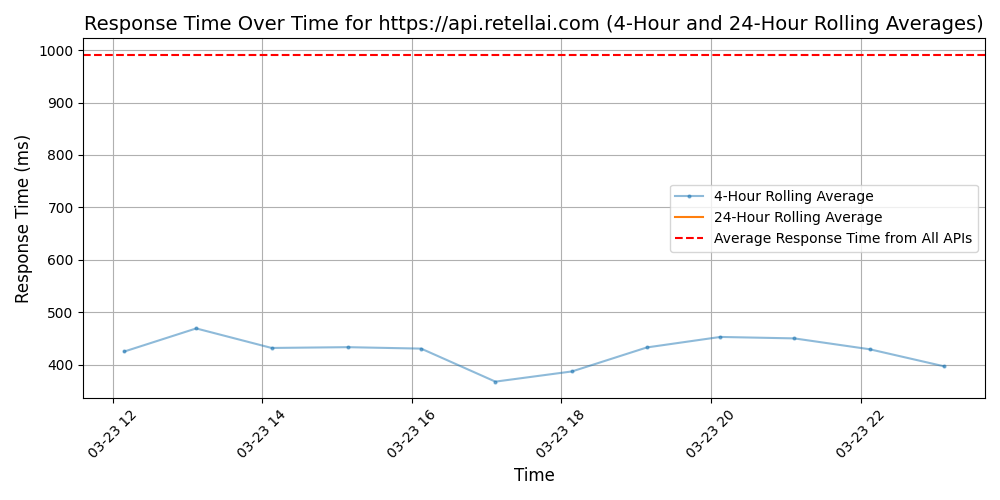 Response Time Over Time for https://api.retellai.com (4-Hour and 24-Hour Rolling Averages)
Response Time (ms)
1000
900
800
700
600
500
400
4-Hour Rolling Average
24-Hour Rolling Average
Average Response Time from All APIs
03-23 12
03-23 14
03-23 16
03-23 18
03-23 20
03-23 22
Time